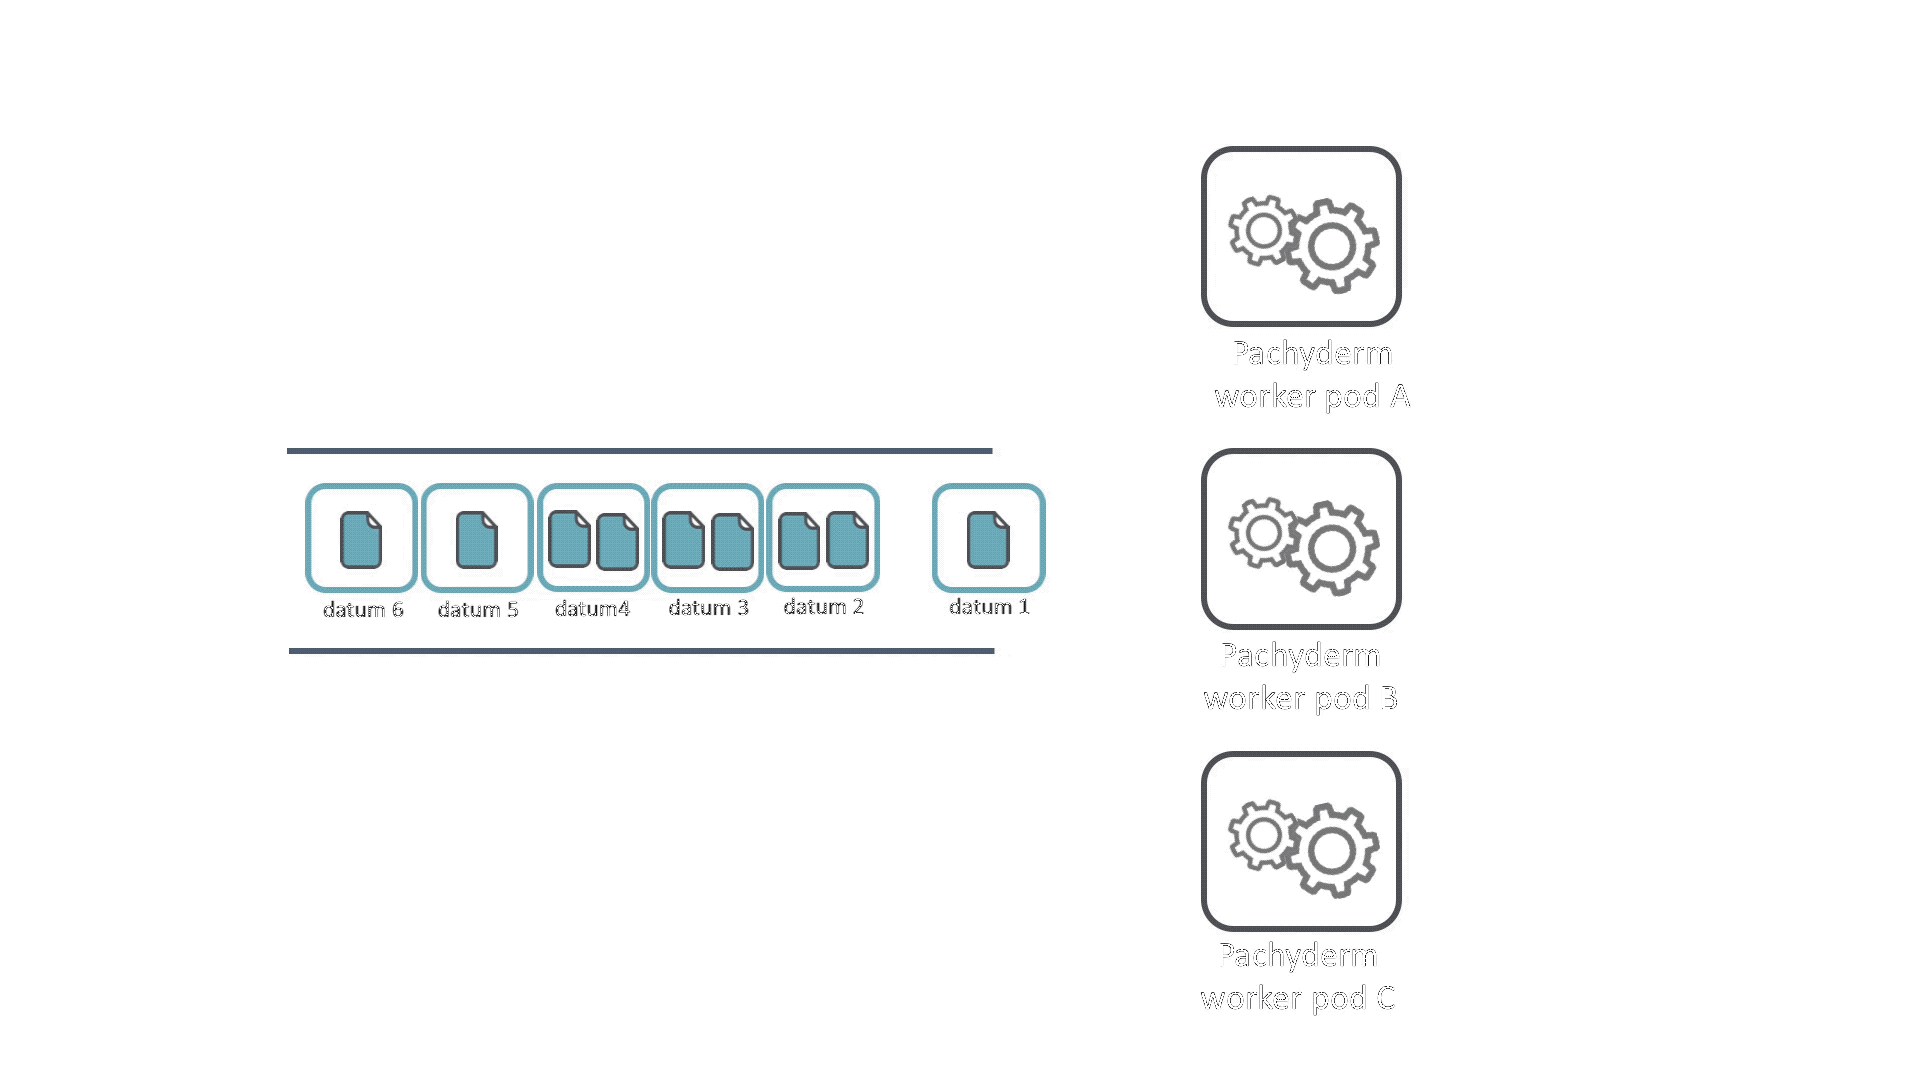 Pachyderm
worker pod A
datum 6
datum 5
datum4
datum 3
datum 2
datum 1
Pachyderm
worker pod B
Pachyderm
worker pod C